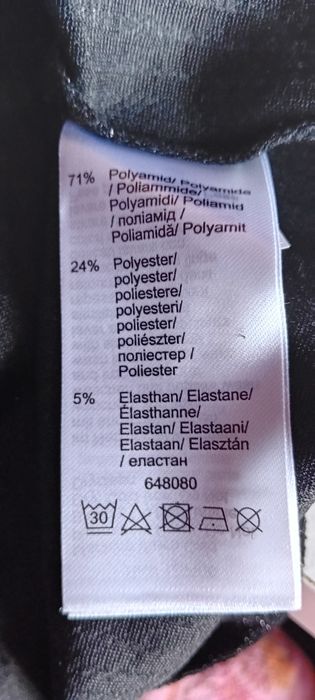 71% Polyamid/ Polyamide
/ Poliammide/
Polyamidi/ Poliamid
/ поліамід /
Poliamidă/ Polyamit
24% Polyester/
polyester/
poliestere/
polyesteri/
poliester/
poliészter/
поліестер /
Poliester
5% Elasthan/ Elastane/
Élasthanne/
Elastan/ Elastaani/
Elastaan/ Elasztán
/ еластан
648080
30